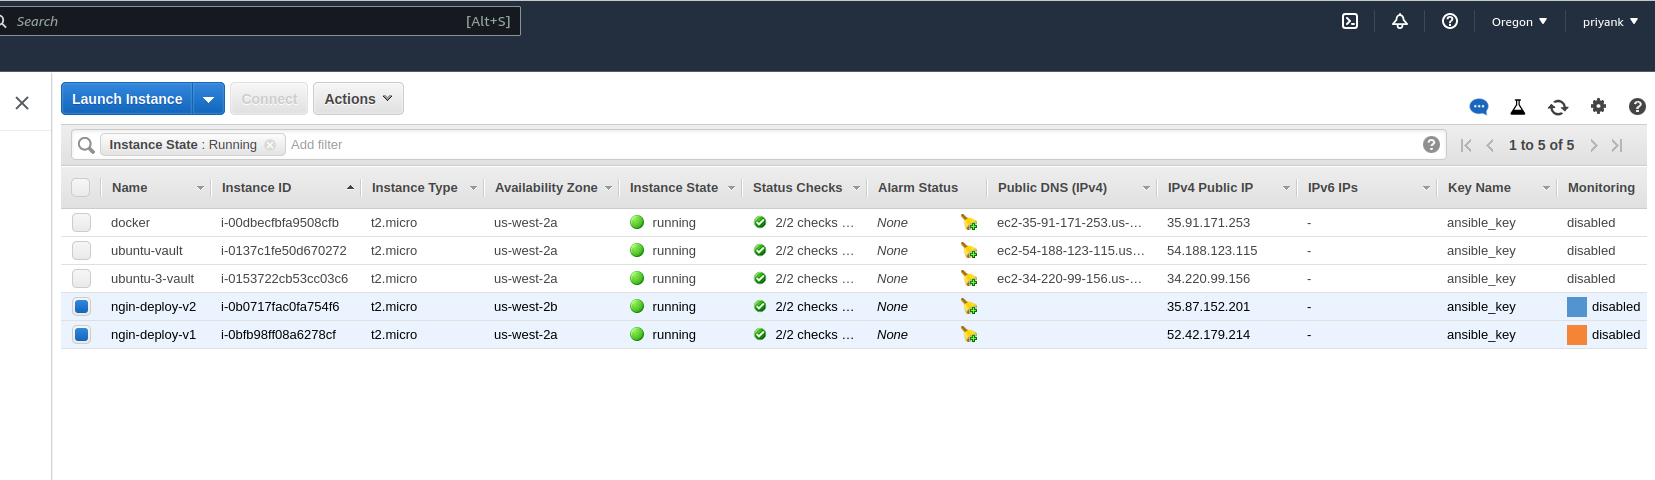 Search [Alt+S] Oregon priyank
Launch Instance Connect Actions
Instance State : Running Add filter 1 to 5 of 5
Name Instance ID Instance Type Availability Zone Instance State Status Checks Alarm Status Public DNS (IPv4) IPv4 Public IP IPv6 IPs Key Name Monitoring
docker i-00dbecfbfa9508cfb t2.micro us-west-2a running 2/2 checks ... None ec2-35-91-171-253.us-... 35.91.171.253 - ansible_key disabled
ubuntu-vault i-0137c1fe50d670272 t2.micro us-west-2a running 2/2 checks ... None ec2-54-188-123-115.us... 54.188.123.115 - ansible_key disabled
ubuntu-3-vault i-0153722cb53cc03c6 t2.micro us-west-2a running 2/2 checks ... None ec2-34-220-99-156.us-... 34.220.99.156 - ansible_key disabled
ngin-deploy-v2 i-0b0717fac0fa754f6 t2.micro us-west-2b running 2/2 checks ... None 35.87.152.201 - ansible_key disabled
ngin-deploy-v1 i-0bfb98ff08a6278cf t2.micro us-west-2a running 2/2 checks ... None 52.42.179.214 - ansible_key disabled